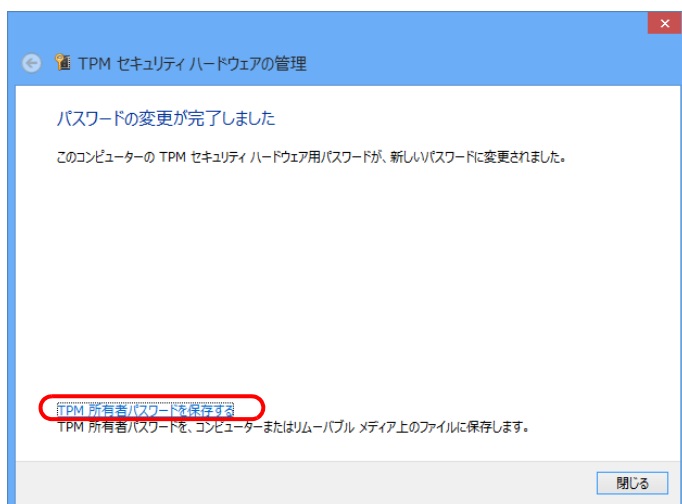 TPM セキュリティ ハードウェアの管理
パスワードの変更が完了しました
このコンピューターの TPM セキュリティ ハードウェア用パスワードが、新しいパスワードに変更されました。
TPM 所有者パスワードを保存する
TPM 所有者パスワードを、コンピューターまたはリムーバブル メディア上のファイルに保存します。
閉じる